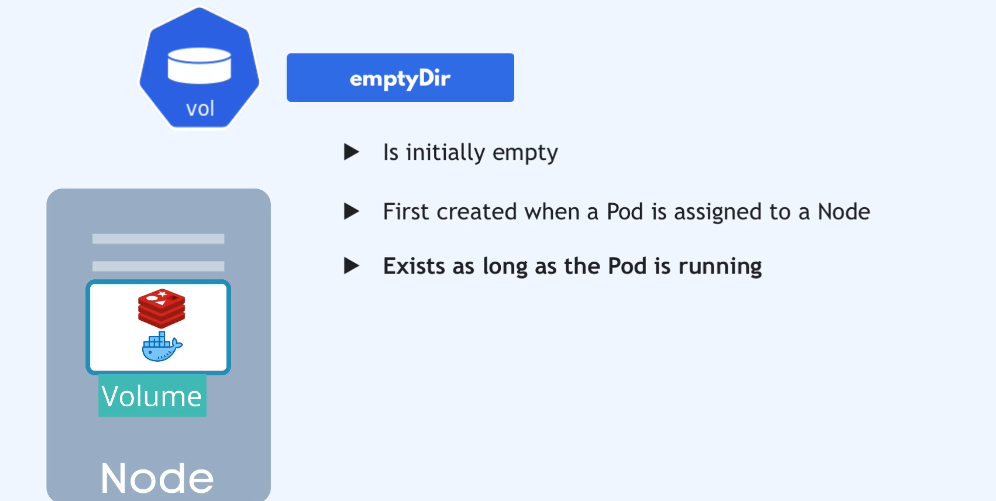 vol
emptyDir
Is initially empty
First created when a Pod is assigned to a Node
Exists as long as the Pod is running
Volume
Node